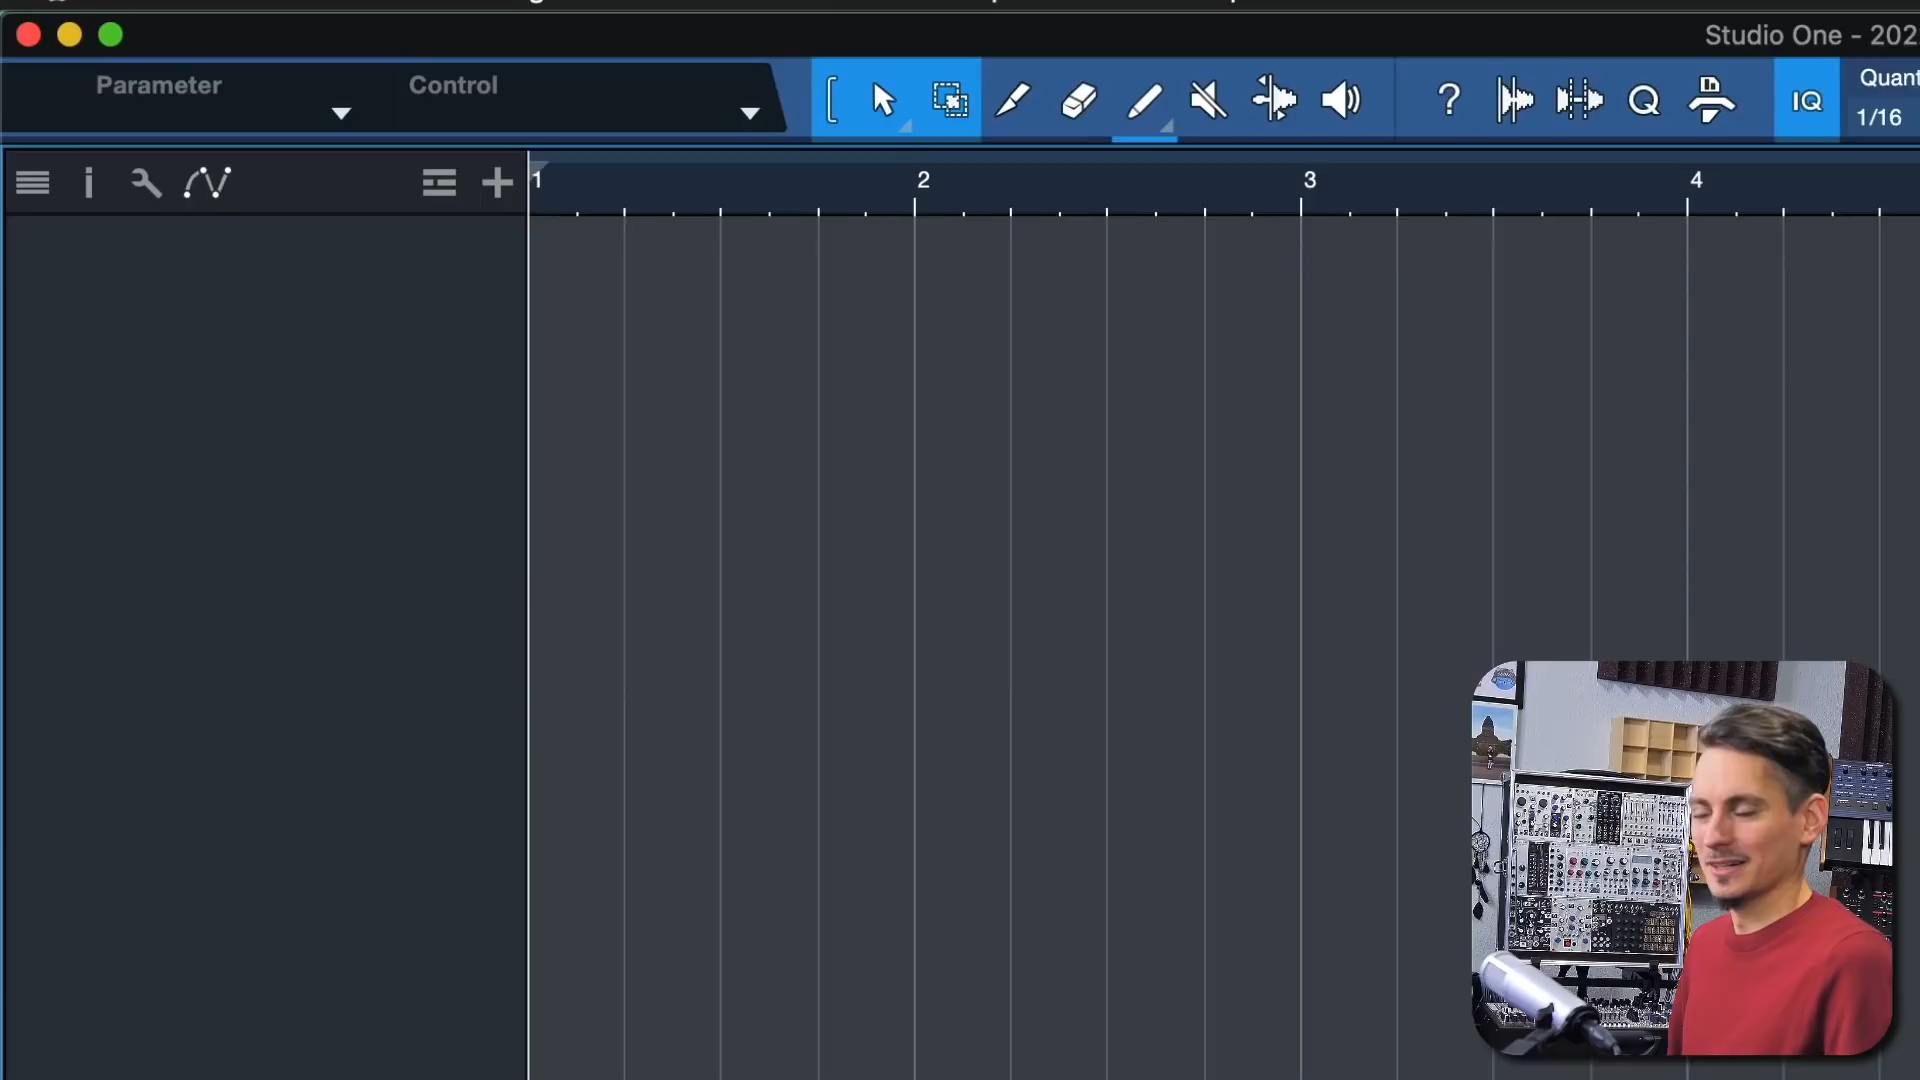 Studio One - 202
Parameter
Control
IQ
Quant
1/16
1
2
3
4